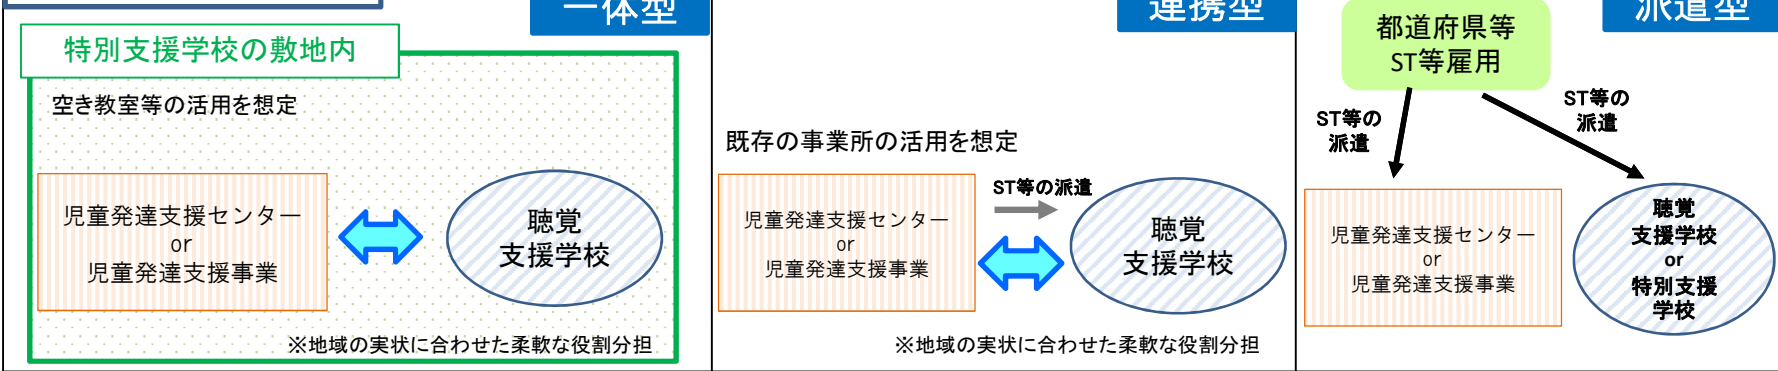 一体型
特別支援学校の敷地内
空き教室等の活用を想定
児童発達支援センター
or
児童発達支援事業
聴覚
支援学校
※地域の実状に合わせた柔軟な役割分担
連携型
既存の事業所の活用を想定
児童発達支援センター
or
児童発達支援事業
ST等の派遣
聴覚
支援学校
※地域の実状に合わせた柔軟な役割分担
派遣型
都道府県等
ST等雇用
ST等の
派遣
ST等の
派遣
児童発達支援センター
or
児童発達支援事業
聴覚
支援学校
or
特別支援
学校